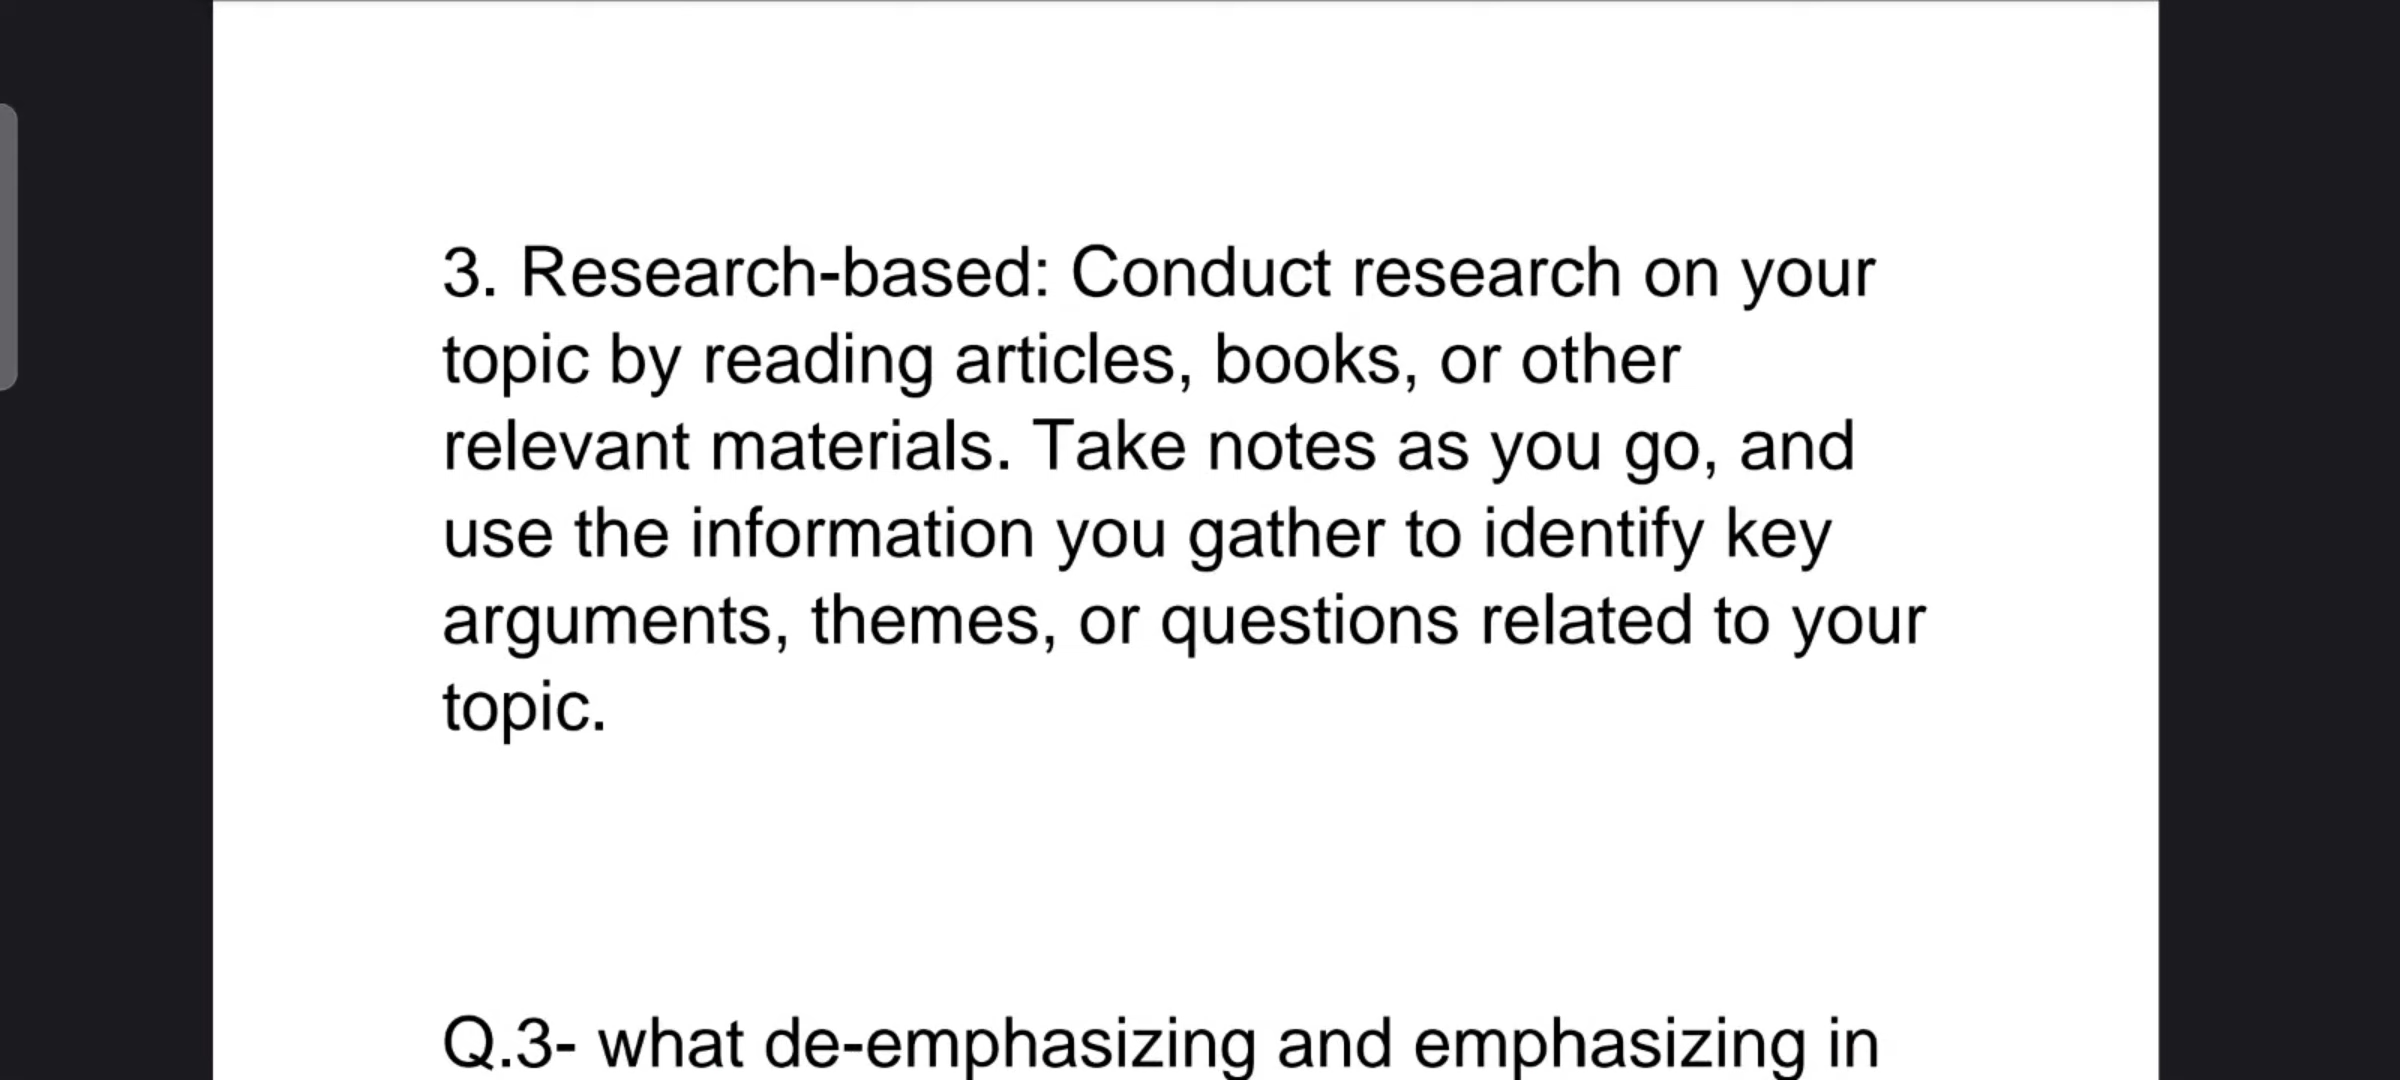 3. Research-based: Conduct research on your
topic by reading articles, books, or other
relevant materials. Take notes as you go, and
use the information you gather to identify key
arguments, themes, or questions related to your
topic.
Q.3- what de-emphasizing and emphasizing in